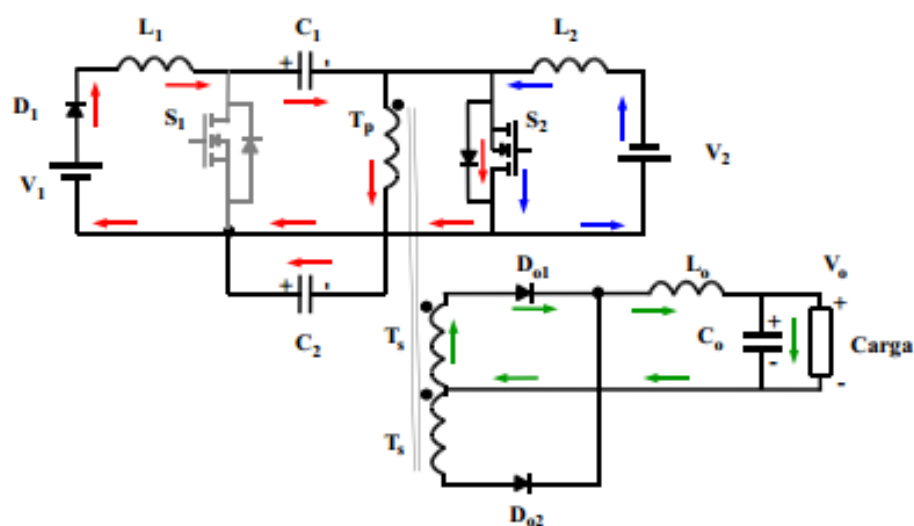 L1
C1
L2
+ '
D1
S1
Tp
S2
V1
V2
+ '
C2
Do1
Lo
Vo
+
Ts
Co
+
-
Carga
-
Ts
Do2